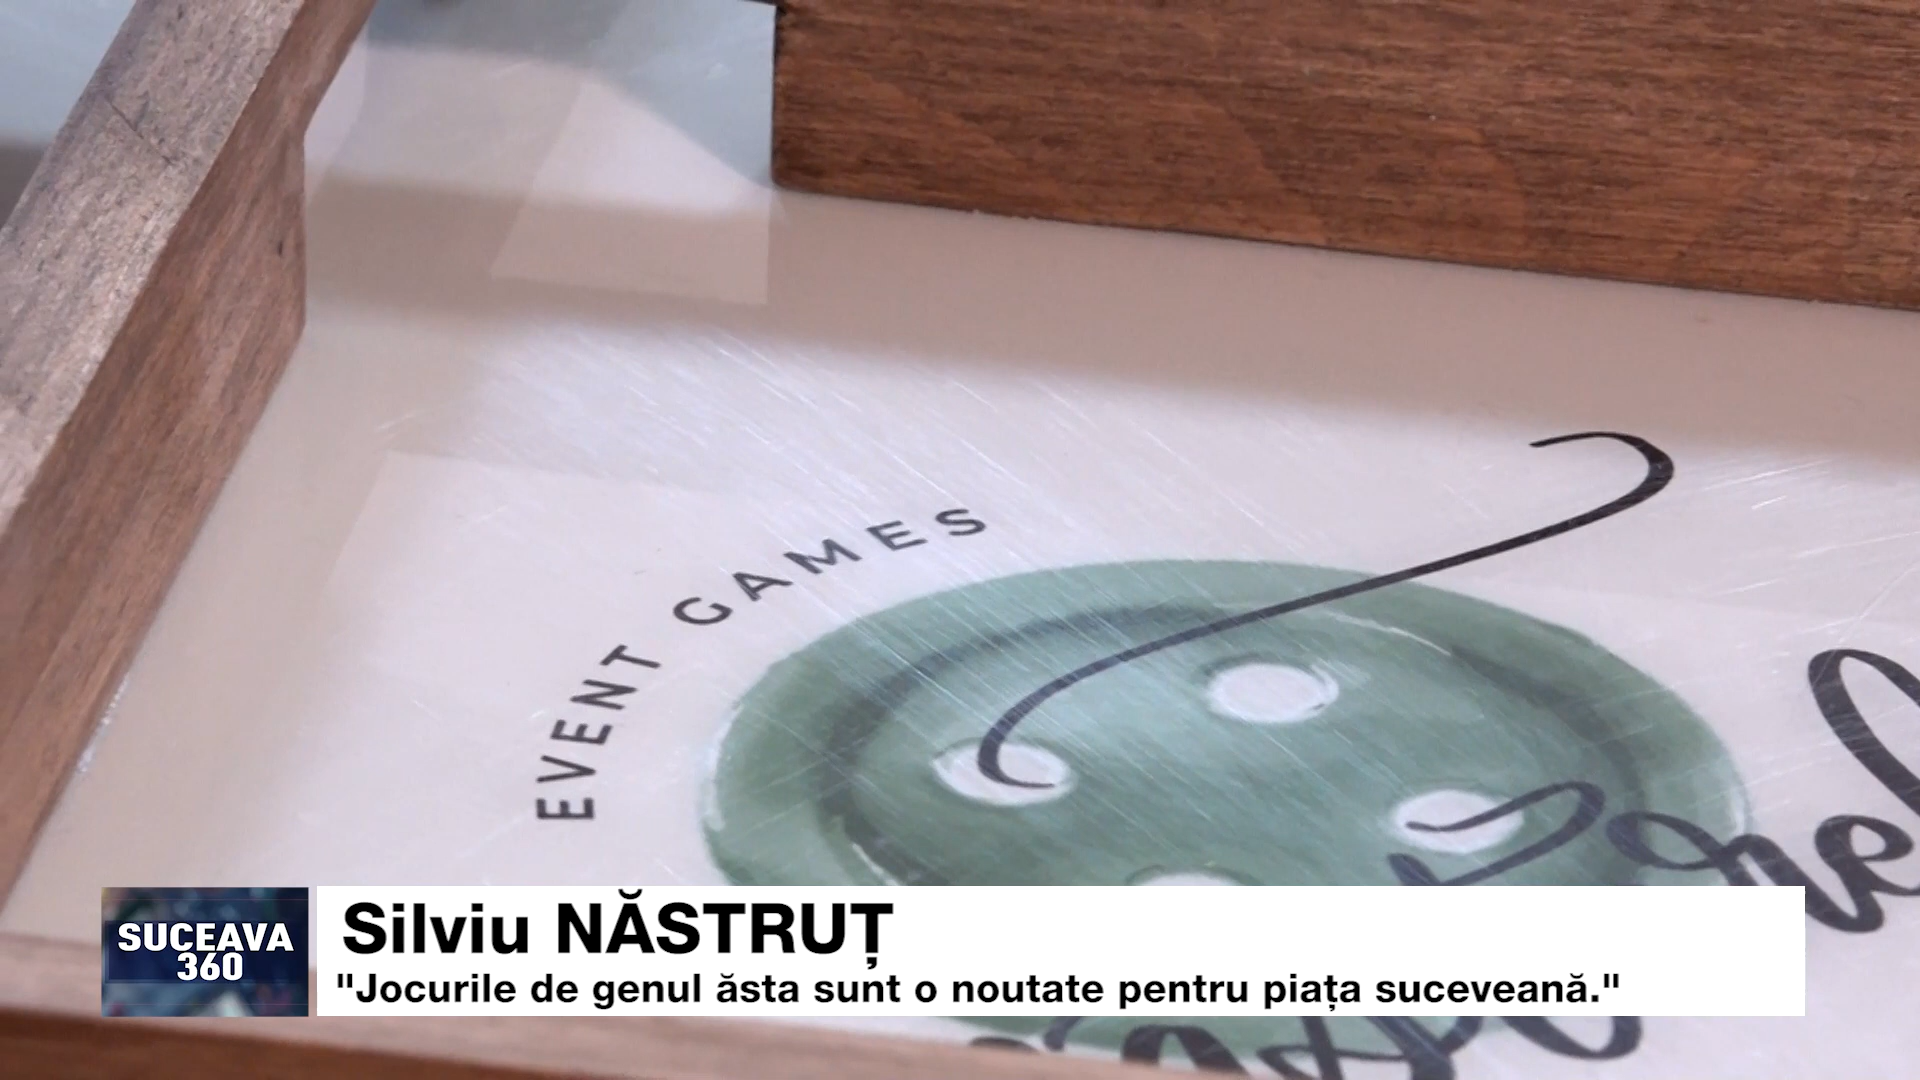 EVENT GAMES
SUCEAVA
360
Silviu NĂSTRUȚ
"Jocurile de genul ăsta sunt o noutate pentru piața suceveană."